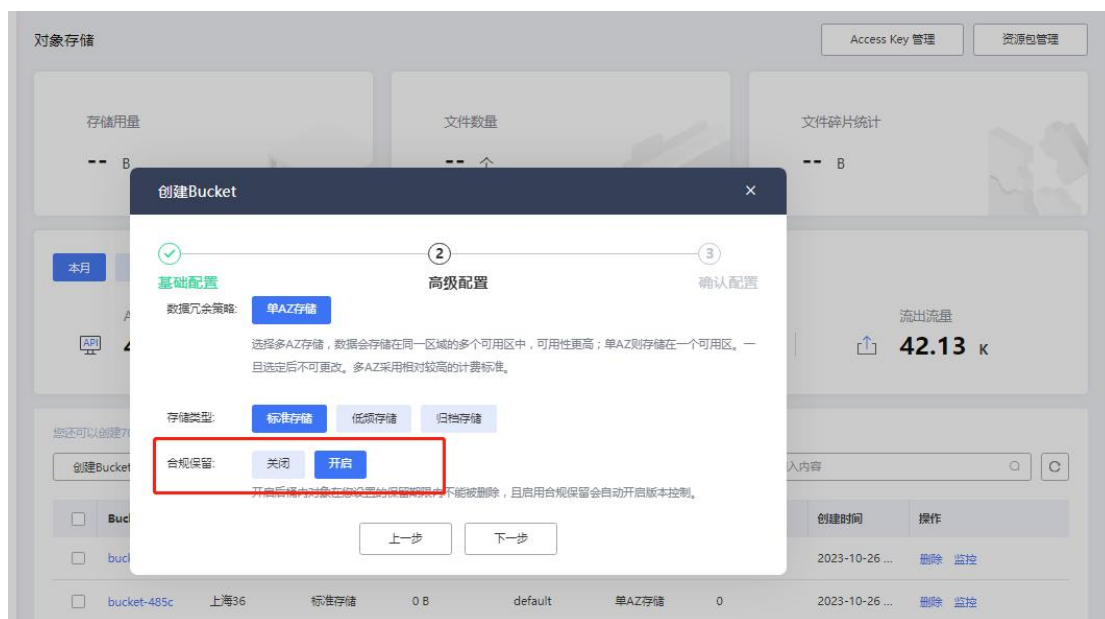 对象存储
Access Key 管理
资源包管理
存储用量
文件数量
文件碎片统计
-- B
-- 个
-- B
创建Bucket
×
2
3
基础配置
高级配置
确认配置
本月
数据冗余策略:
单AZ存储
选择多AZ存储，数据会存储在同一区域的多个可用区中，可用性更高；单AZ则存储在一个可用区。一
旦选定后不可更改。多AZ采用相对较高的计费标准。
API
流出流量
42.13 K
存储类型:
标准存储
低频存储
归档存储
您还可以创建70
创建Bucket
入内容
合规保留:
关闭
开启
开启后桶内对象在您设置的保留期限内不能被删除，且启用合规保留会自动开启版本控制。
上一步
下一步
创建时间
操作
2023-10-26 ...
删除
监控
bucket-485c
上海36
标准存储
0 B
default
单AZ存储
0
2023-10-26 ...
删除
监控